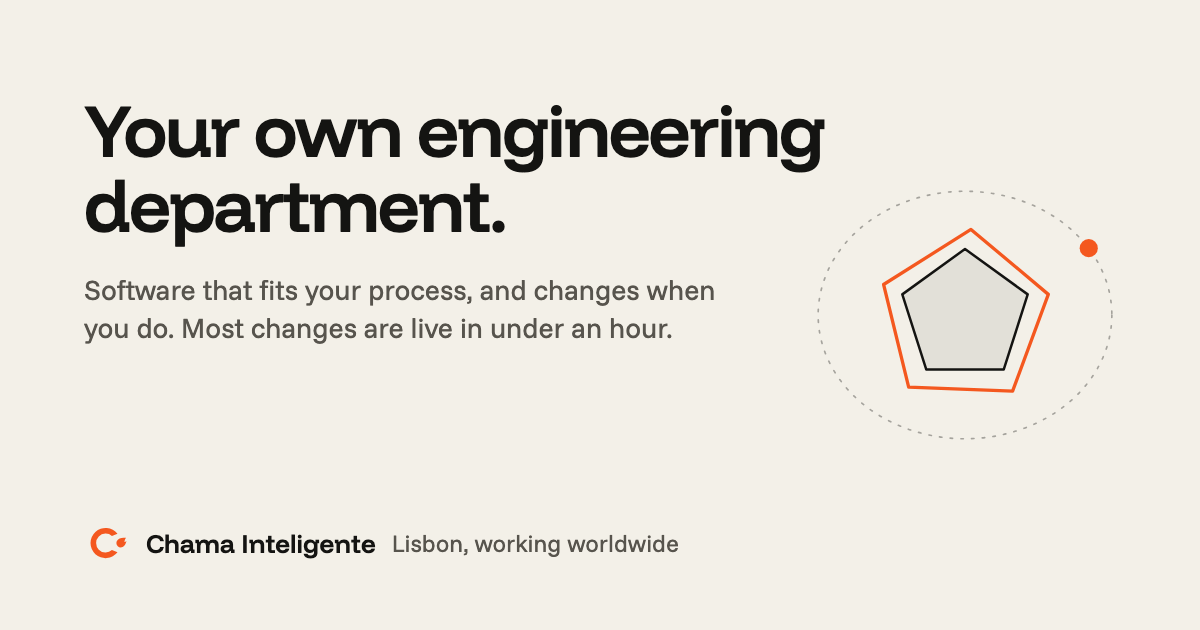 Your own engineering
department.
Software that fits your process, and changes when
you do. Most changes are live in under an hour.
Chama Inteligente Lisbon, working worldwide